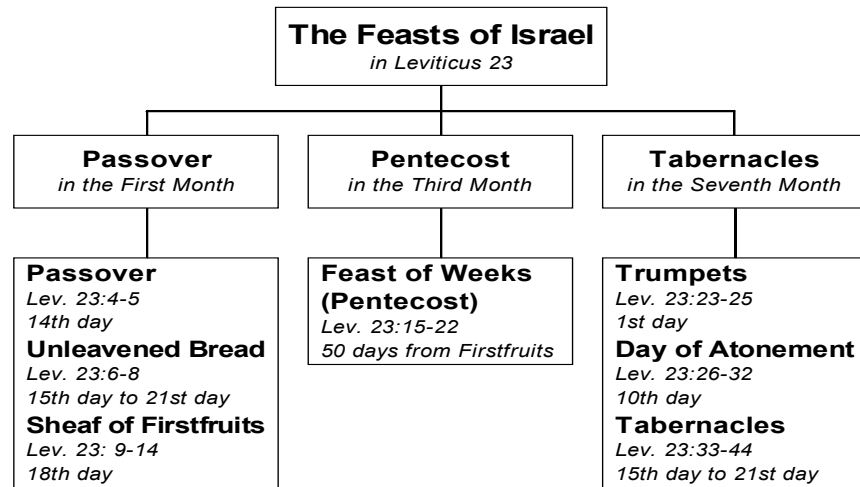 The Feasts of Israel
in Leviticus 23
Passover
in the First Month
Pentecost
in the Third Month
Tabernacles
in the Seventh Month
Passover
Lev. 23:4-5
14th day
Unleavened Bread
Lev. 23:6-8
15th day to 21st day
Sheaf of Firstfruits
Lev. 23: 9-14
18th day
Feast of Weeks
(Pentecost)
Lev. 23:15-22
50 days from Firstfruits
Trumpets
Lev. 23:23-25
1st day
Day of Atonement
Lev. 23:26-32
10th day
Tabernacles
Lev. 23:33-44
15th day to 21st day